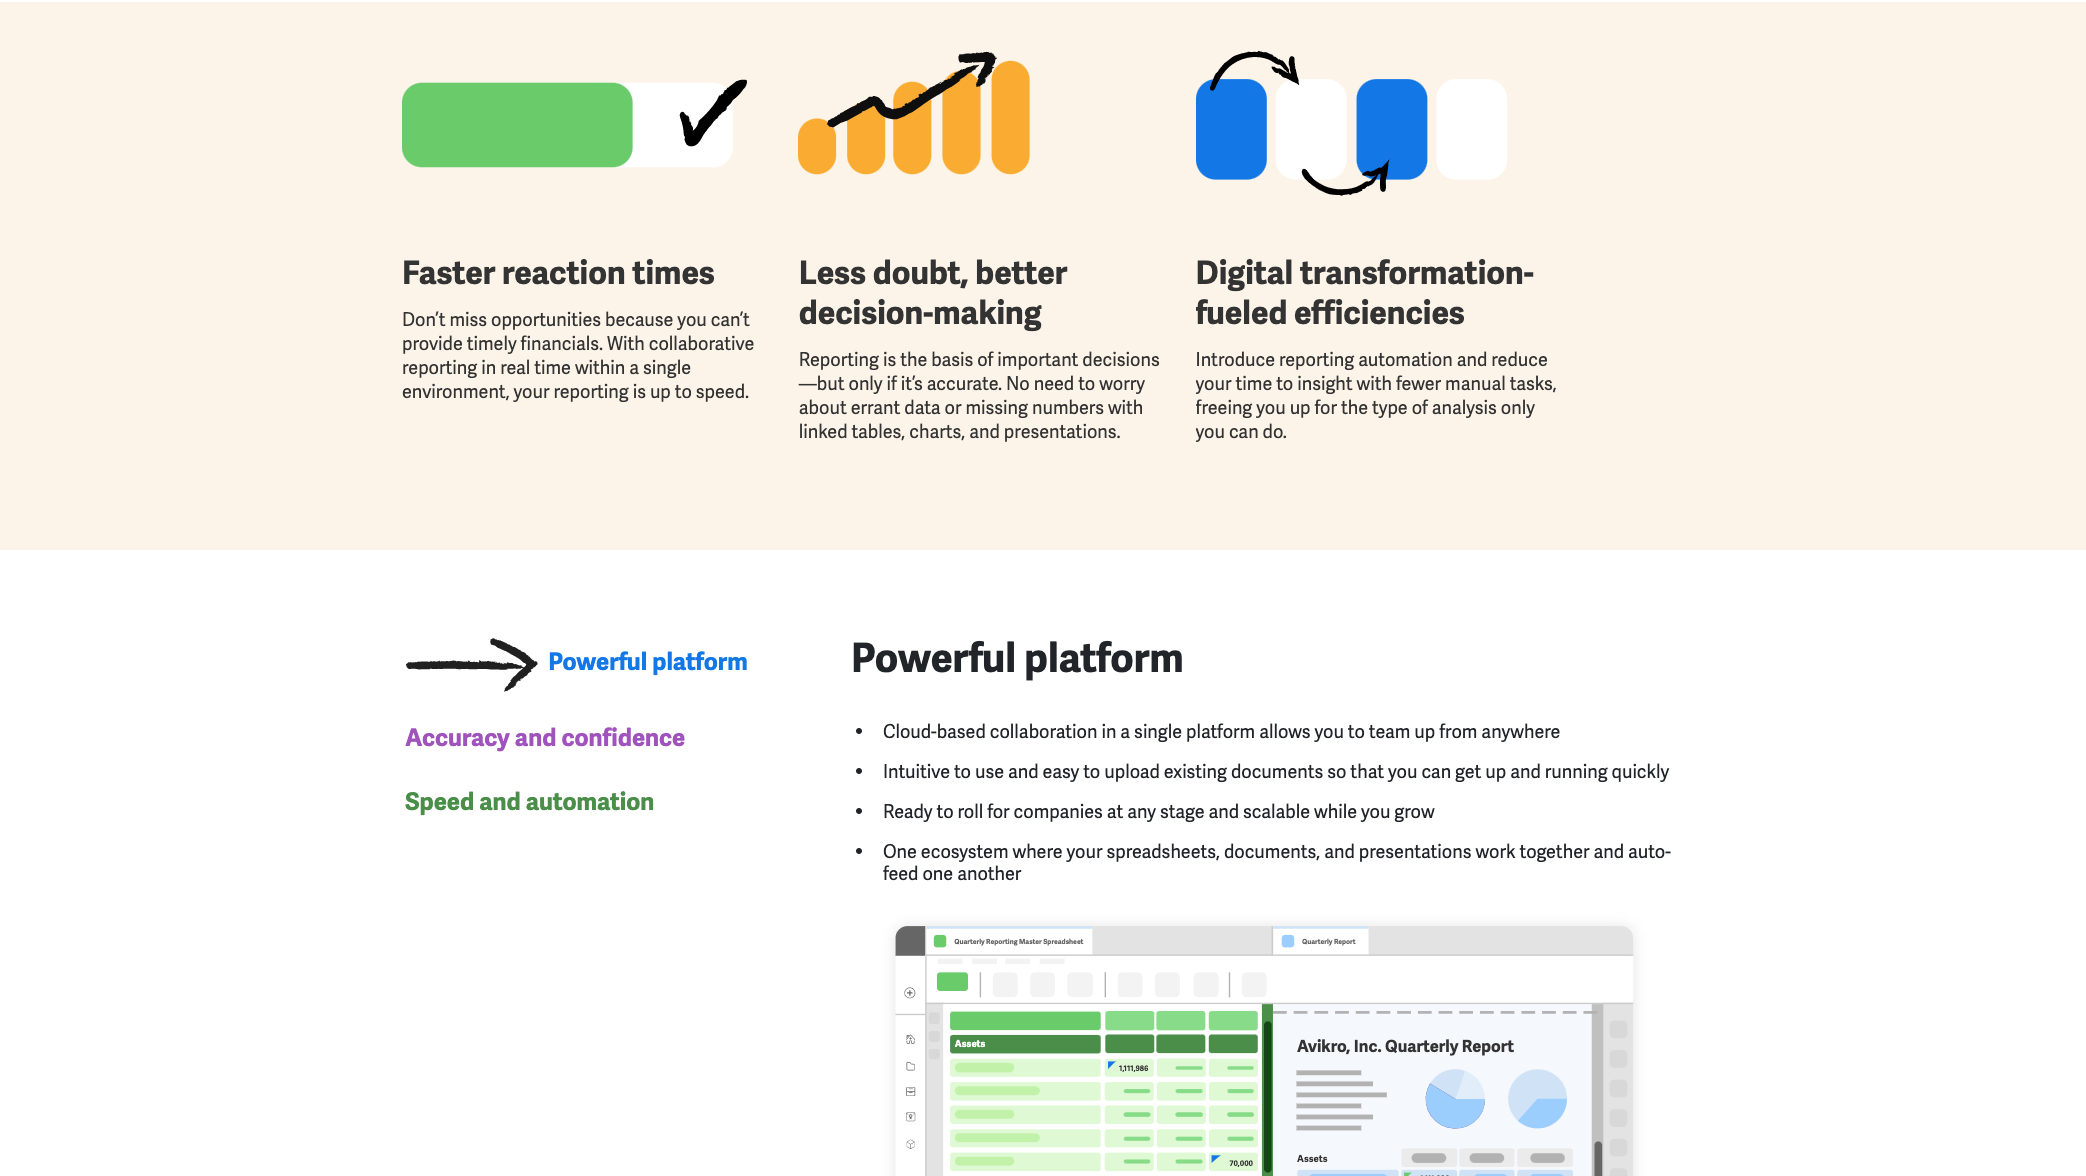 Faster reaction times
Don’t miss opportunities because you can’t
provide timely financials. With collaborative
reporting in real time within a single
environment, your reporting is up to speed.
Less doubt, better
decision-making
Reporting is the basis of important decisions
—but only if it’s accurate. No need to worry
about errant data or missing numbers with
linked tables, charts, and presentations.
Digital transformation-
fueled efficiencies
Introduce reporting automation and reduce
your time to insight with fewer manual tasks,
freeing you up for the type of analysis only
you can do.
Powerful platform
Accuracy and confidence
Speed and automation
Powerful platform
• Cloud-based collaboration in a single platform allows you to team up from anywhere
• Intuitive to use and easy to upload existing documents so that you can get up and running quickly
• Ready to roll for companies at any stage and scalable while you grow
• One ecosystem where your spreadsheets, documents, and presentations work together and auto-
feed one another
Quarterly Reporting Master Spreadsheet
Quarterly Report
Assets
1,111,986
70,000
Avikro, Inc. Quarterly Report
Assets